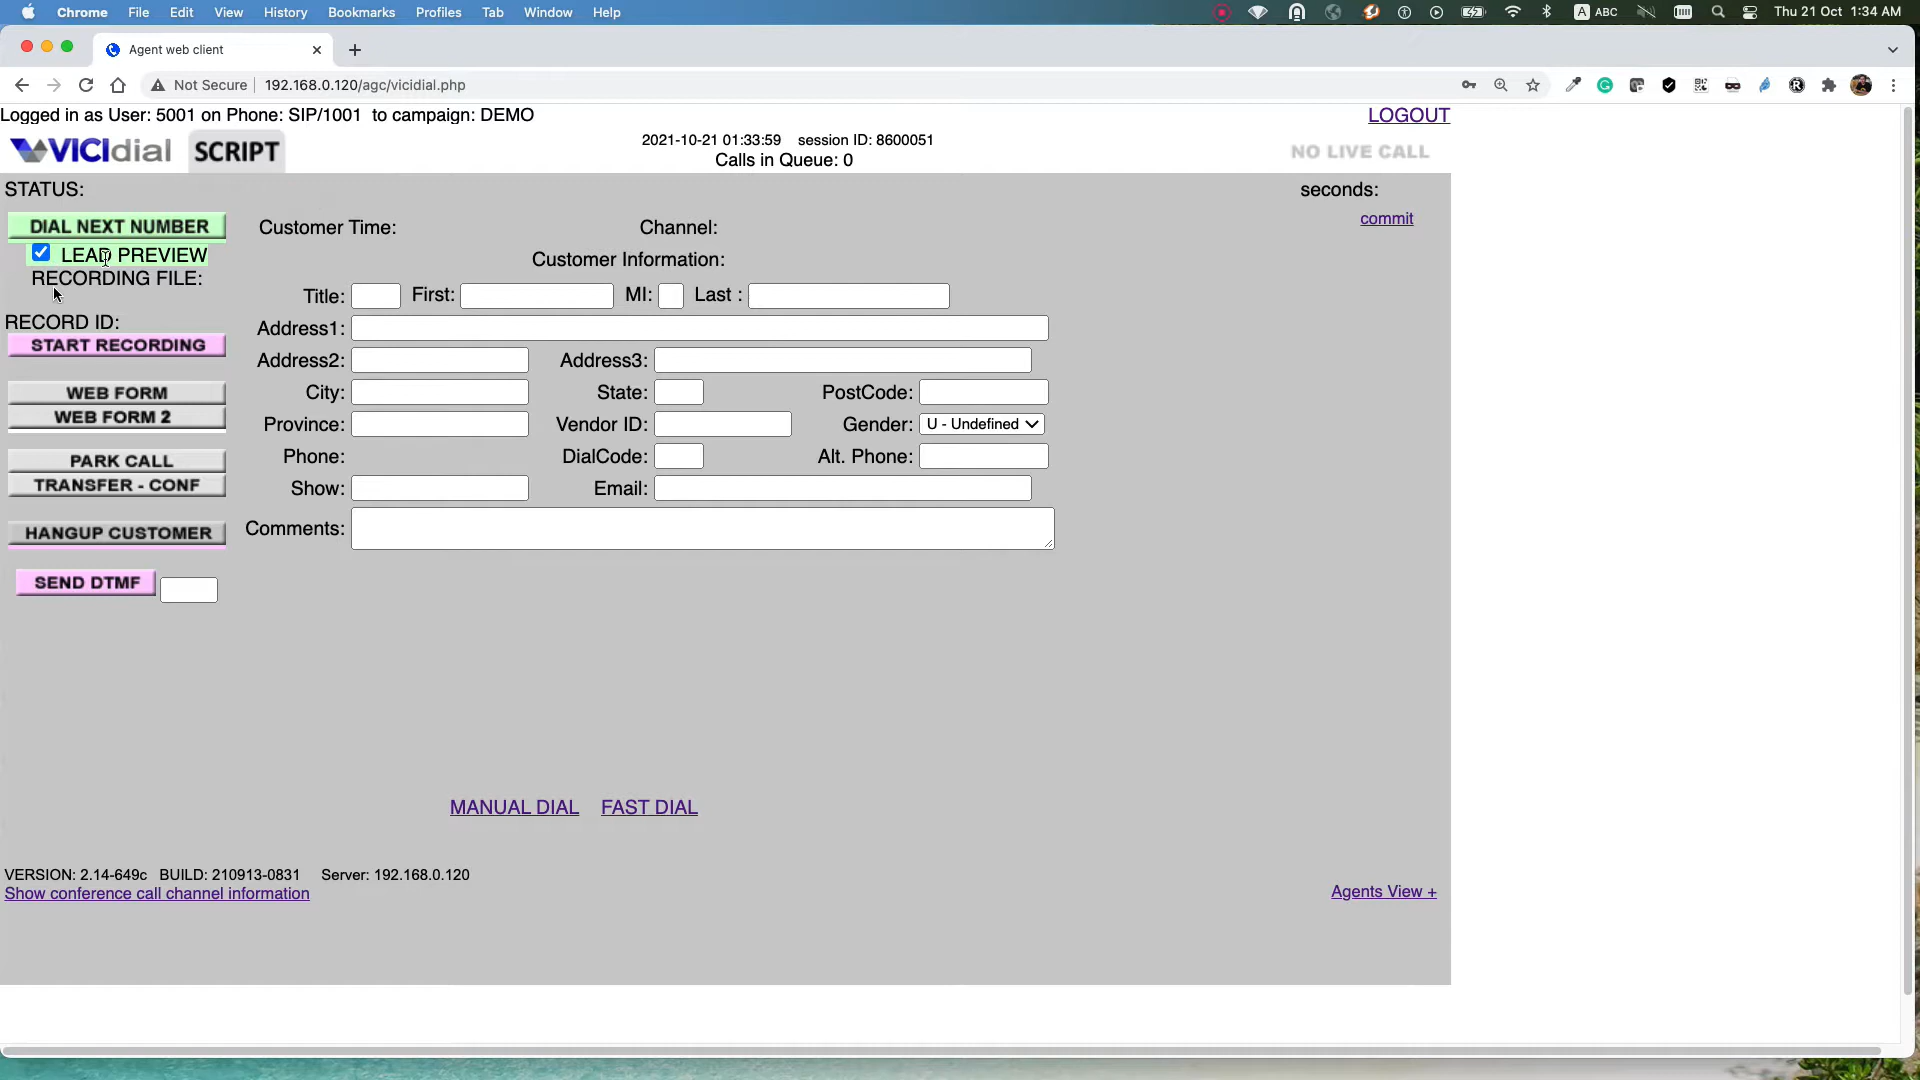 Chrome File Edit View History Bookmarks Profiles Tab Window Help A ABC Thu 21 Oct 1:34 AM
Agent web client
Not Secure 192.168.0.120/agc/vicidial.php
Logged in as User: 5001 on Phone: SIP/1001 to campaign: DEMO LOGOUT
VICIdial SCRIPT 2021-10-21 01:33:59 session ID: 8600051 NO LIVE CALL
Calls in Queue: 0
STATUS: seconds:
DIAL NEXT NUMBER Customer Time: Channel: commit
LEAD PREVIEW Customer Information:
RECORDING FILE:
Title: First: MI: Last :
RECORD ID: Address1:
START RECORDING
Address2: Address3:
WEB FORM City: State: PostCode:
WEB FORM 2 Province: Vendor ID: Gender: U - Undefined
PARK CALL Phone: DialCode: Alt. Phone:
TRANSFER - CONF Show: Email:
HANGUP CUSTOMER Comments:
SEND DTMF
MANUAL DIAL FAST DIAL
VERSION: 2.14-649c BUILD: 210913-0831 Server: 192.168.0.120
Show conference call channel information Agents View +